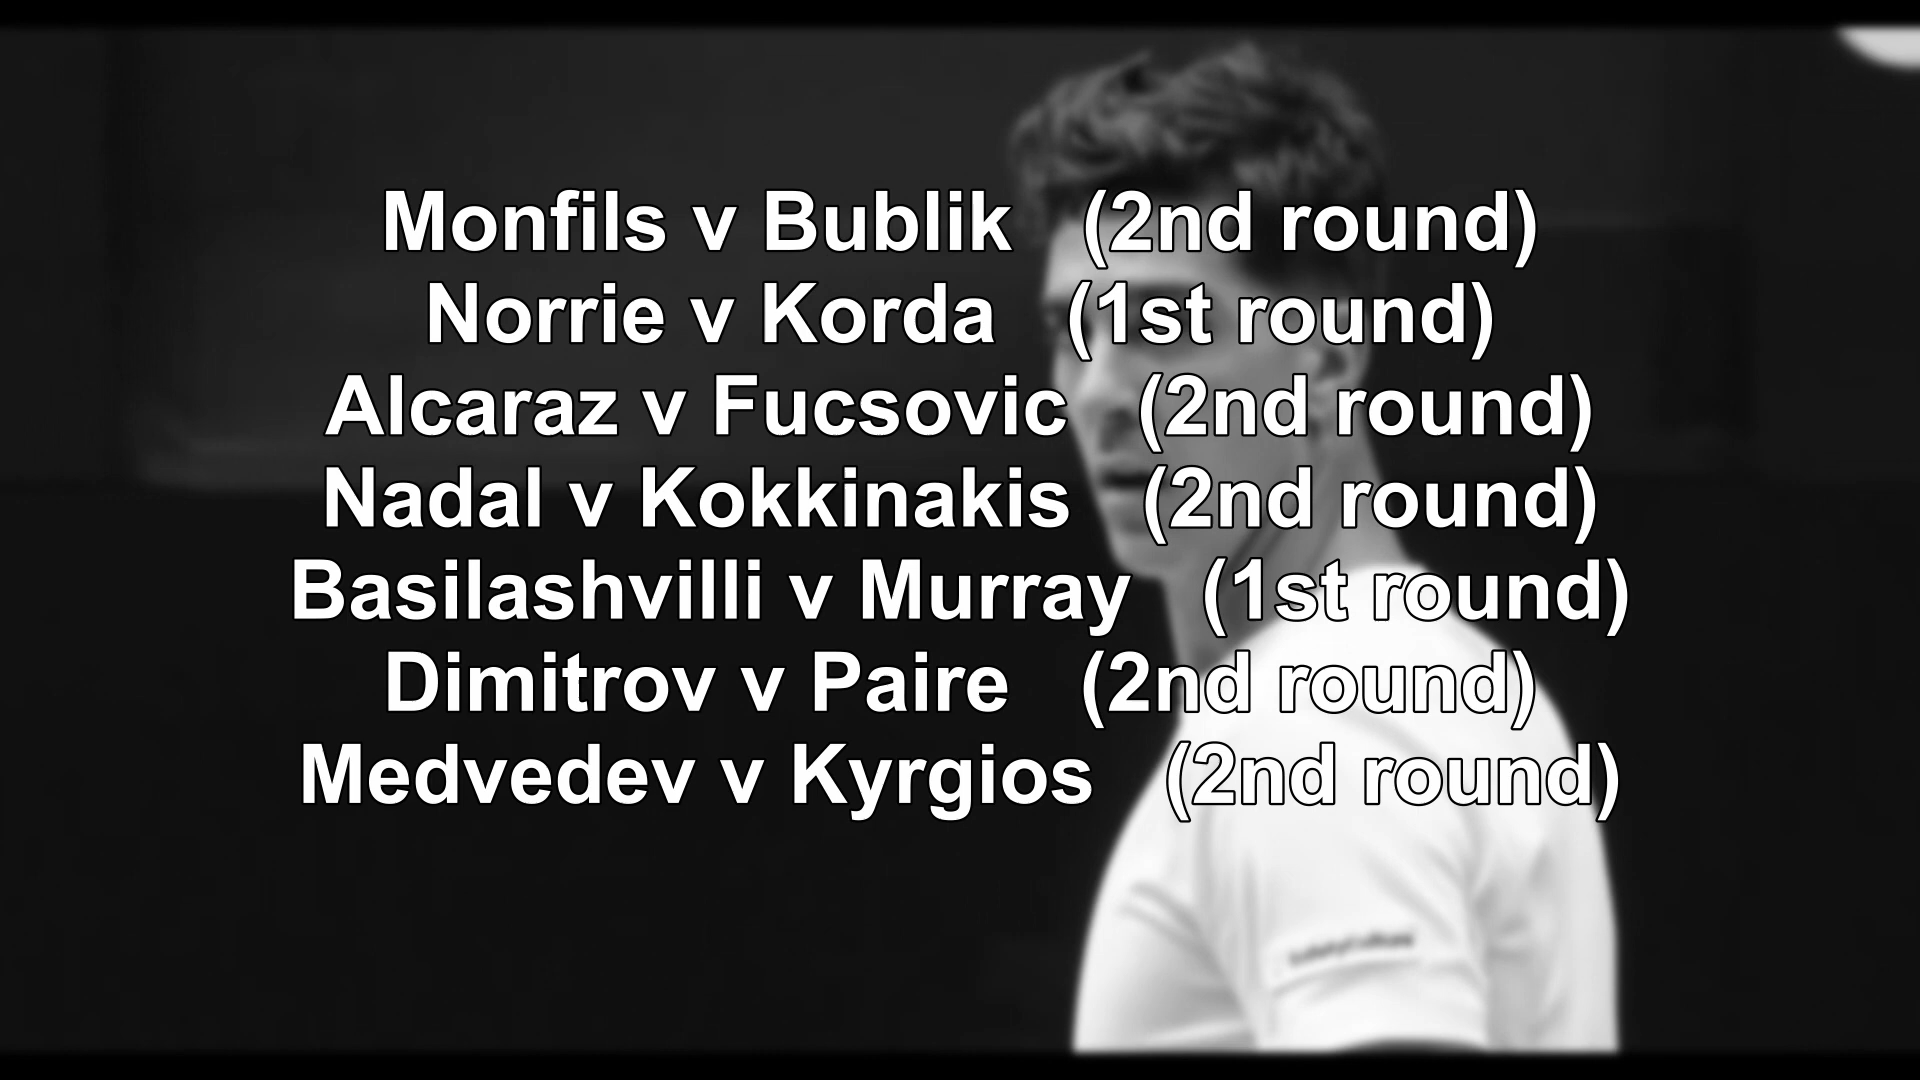 Monfils v Bublik (2nd round)
Norrie v Korda (1st round)
Alcaraz v Fucsovic (2nd round)
Nadal v Kokkinakis (2nd round)
Basilashvilli v Murray (1st round)
Dimitrov v Paire (2nd round)
Medvedev v Kyrgios (2nd round)